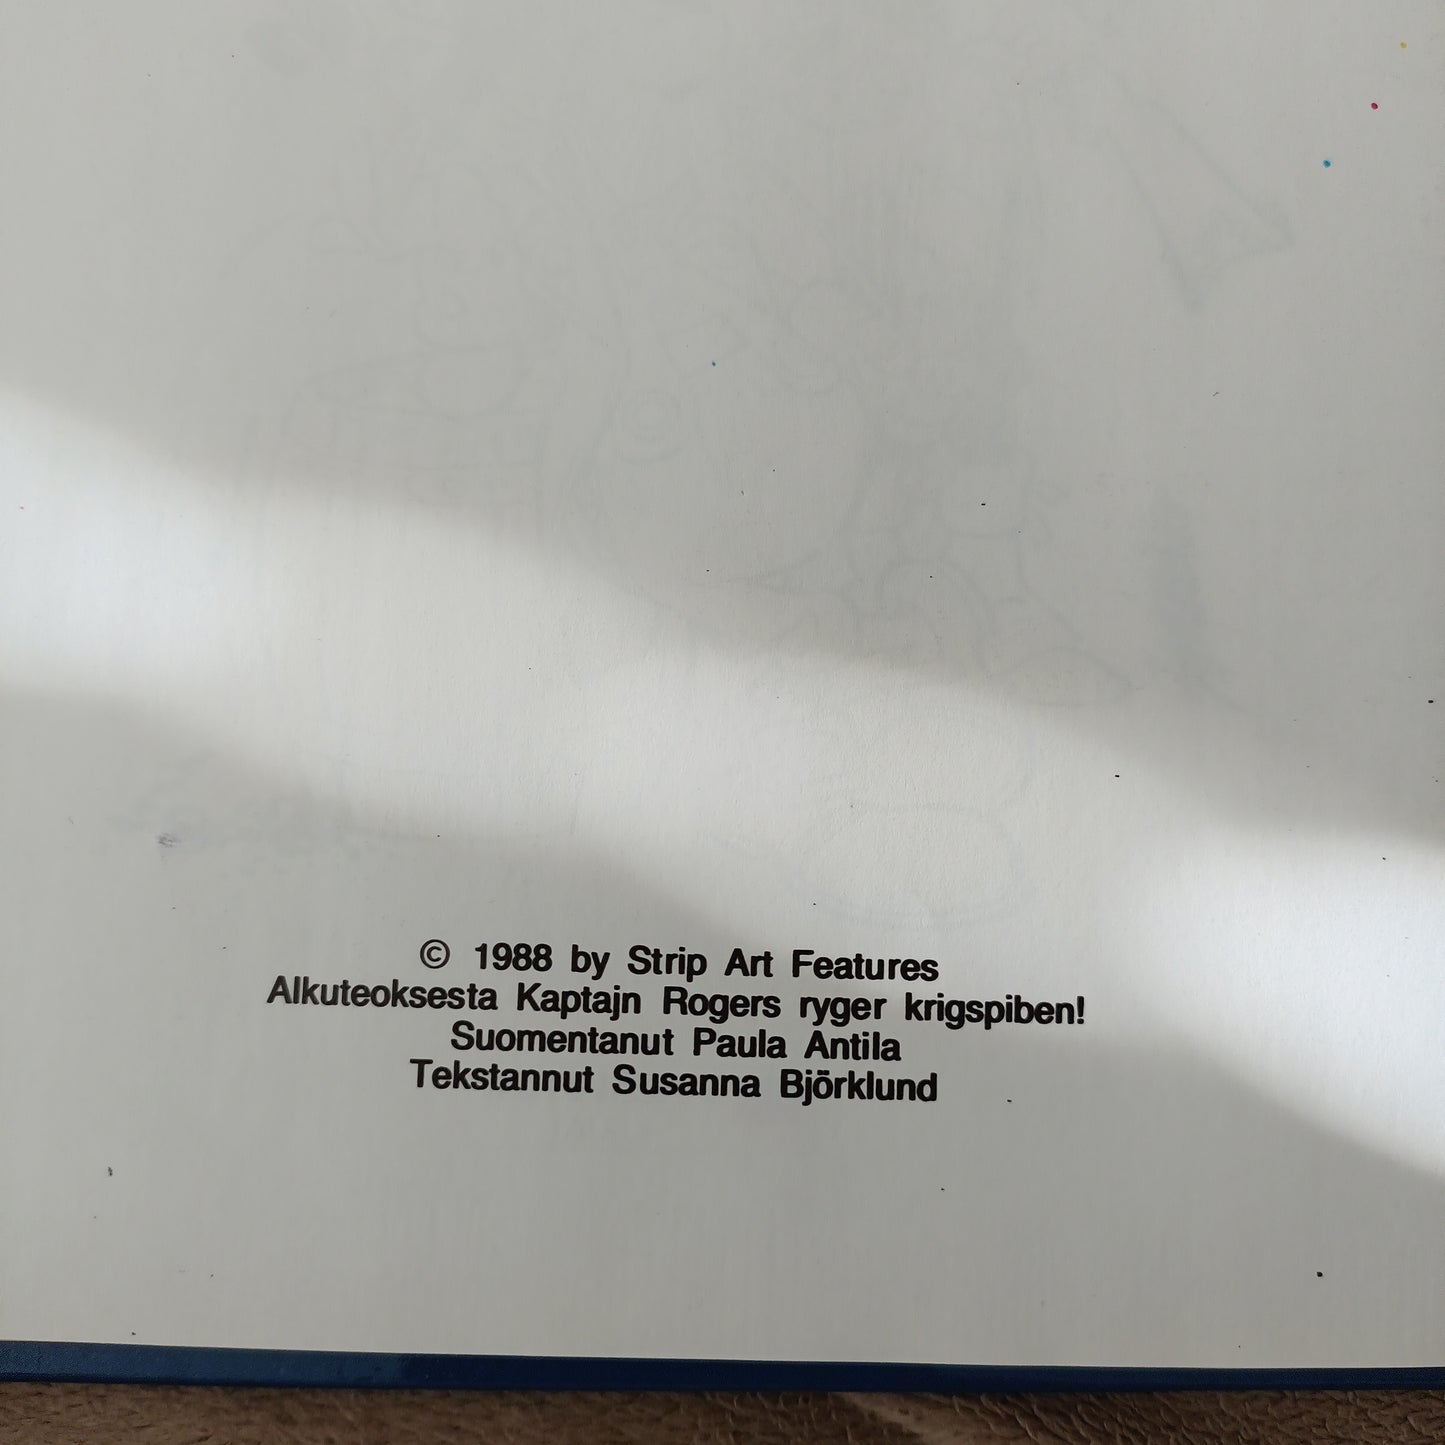 © 1988 by Strip Art Features
Alkuteoksesta Kaptajn Rogers ryger krigspiben!
Suomentanut Paula Antila
Tekstannut Susanna Björklund